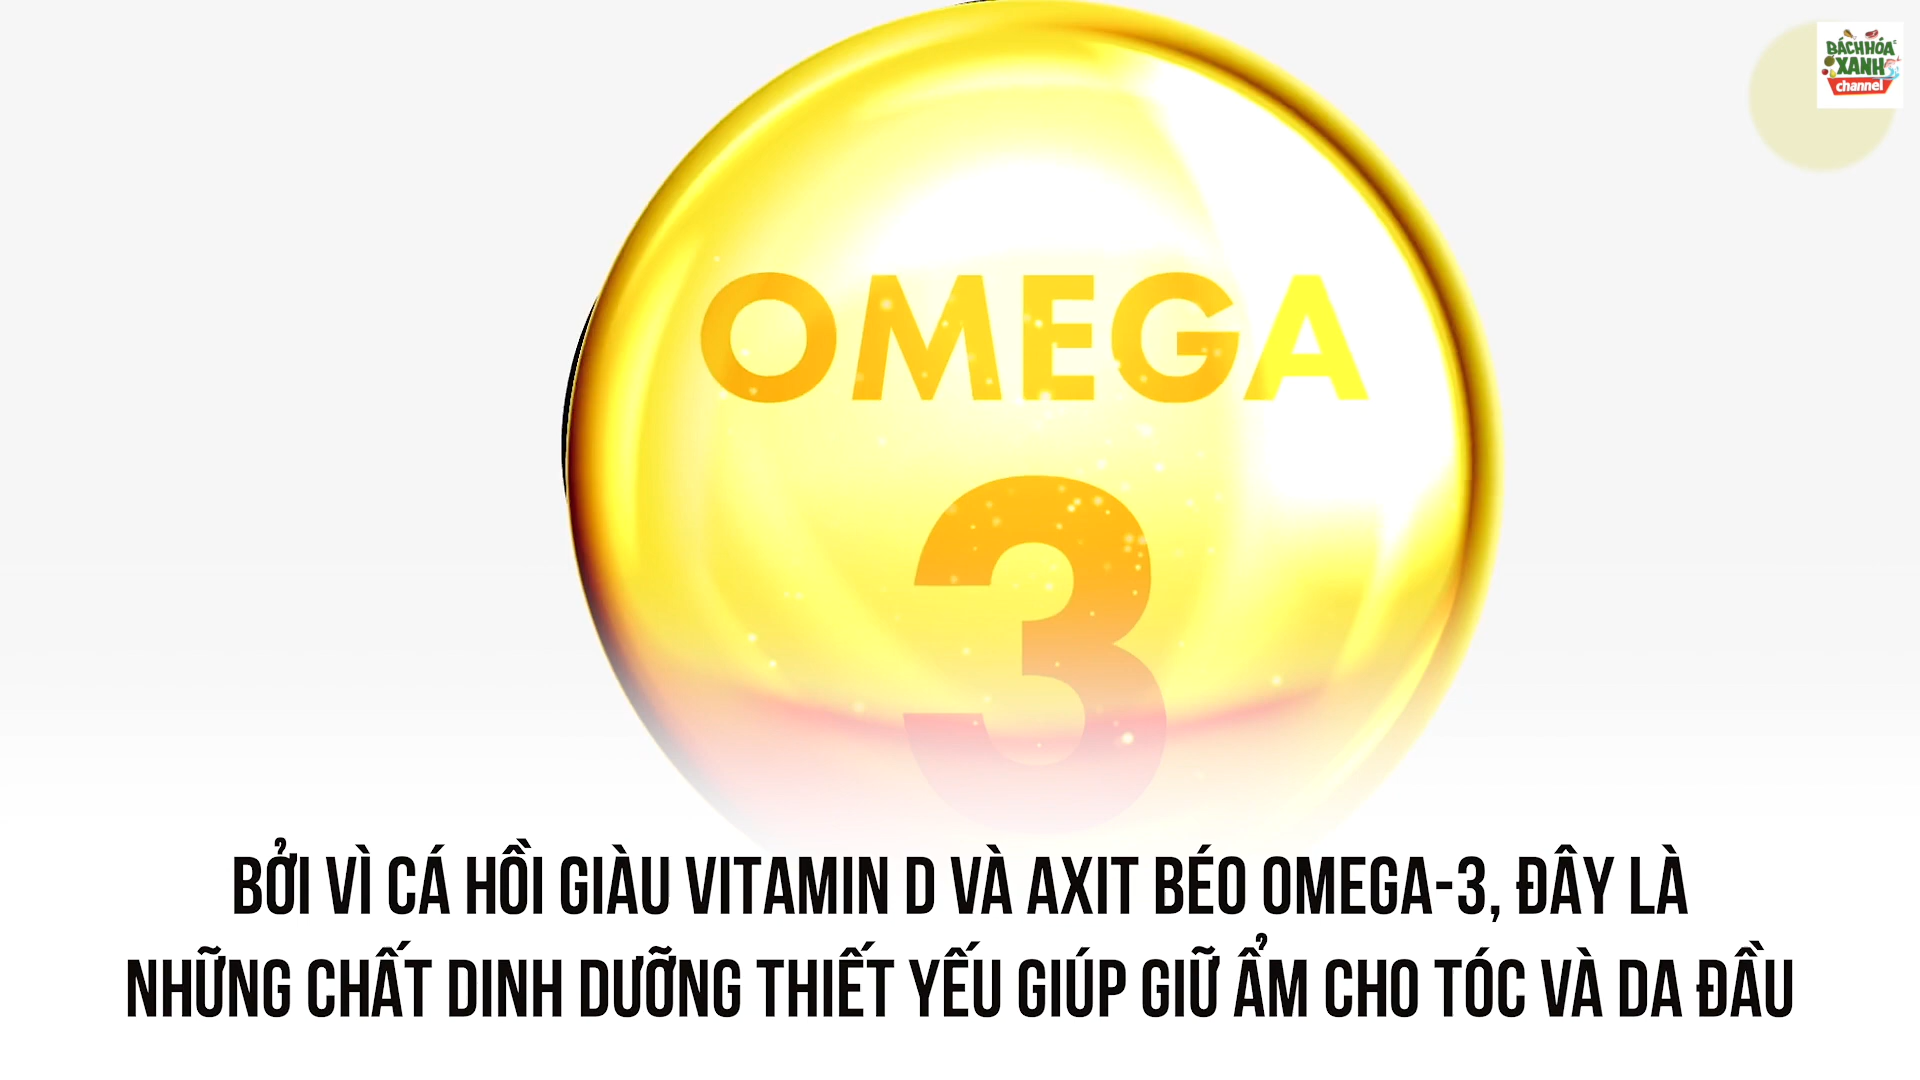 BÁCH HÓA
XANH
channel
OMEGA
3
BỞI VÌ CÁ HỒI GIÀU VITAMIN D VÀ AXIT BÉO OMEGA-3, ĐÂY LÀ
NHỮNG CHẤT DINH DƯỠNG THIẾT YẾU GIÚP GIỮ ẨM CHO TÓC VÀ DA ĐẦU